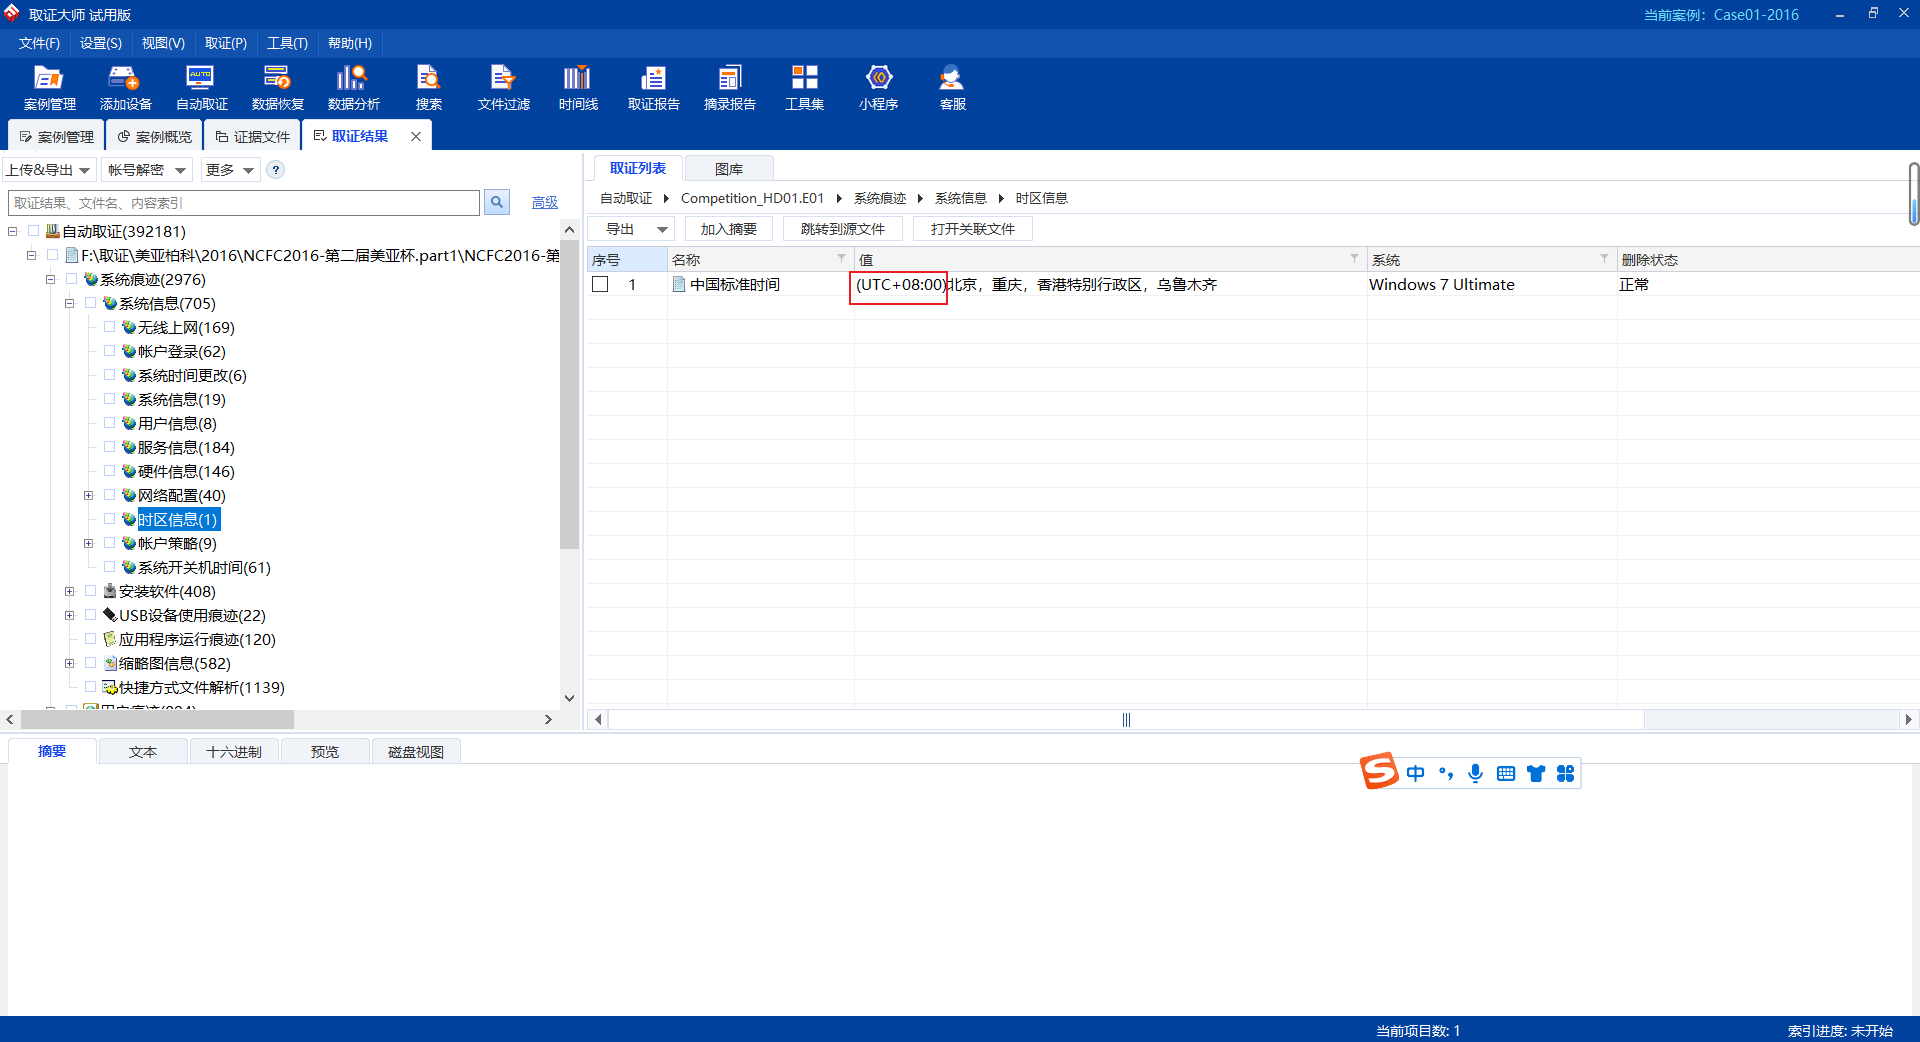 取证大师 试用版
当前案例：Case01-2016
文件(F) 设置(S) 视图(V) 取证(P) 工具(T) 帮助(H)
案例管理 添加设备 自动取证 数据恢复 数据分析 搜索 文件过滤 时间线 取证报告 摘录报告 工具集 小程序 客服
案例管理 案例概览 证据文件 取证结果
上传&导出 帐号解密 更多 ?
取证结果、文件名、内容索引
高级
自动取证(392181)
F:\取证\美亚柏科\2016\NCFC2016-第二届美亚杯.part1\NCFC2016-第
系统痕迹(2976)
系统信息(705)
无线上网(169)
帐户登录(62)
系统时间更改(6)
系统信息(19)
用户信息(8)
服务信息(184)
硬件信息(146)
网络配置(40)
时区信息(1)
帐户策略(9)
系统开关机时间(61)
安装软件(408)
USB设备使用痕迹(22)
应用程序运行痕迹(120)
缩略图信息(582)
快捷方式文件解析(1139)
取证列表 图库
自动取证 Competition_HD01.E01 系统痕迹 系统信息 时区信息
导出 加入摘要 跳转到源文件 打开关联文件
序号 名称 值 系统 删除状态
1 中国标准时间 (UTC+08:00)北京，重庆，香港特别行政区，乌鲁木齐 Windows 7 Ultimate 正常
摘要 文本 十六进制 预览 磁盘视图
S 中
当前项目数: 1
索引进度: 未开始